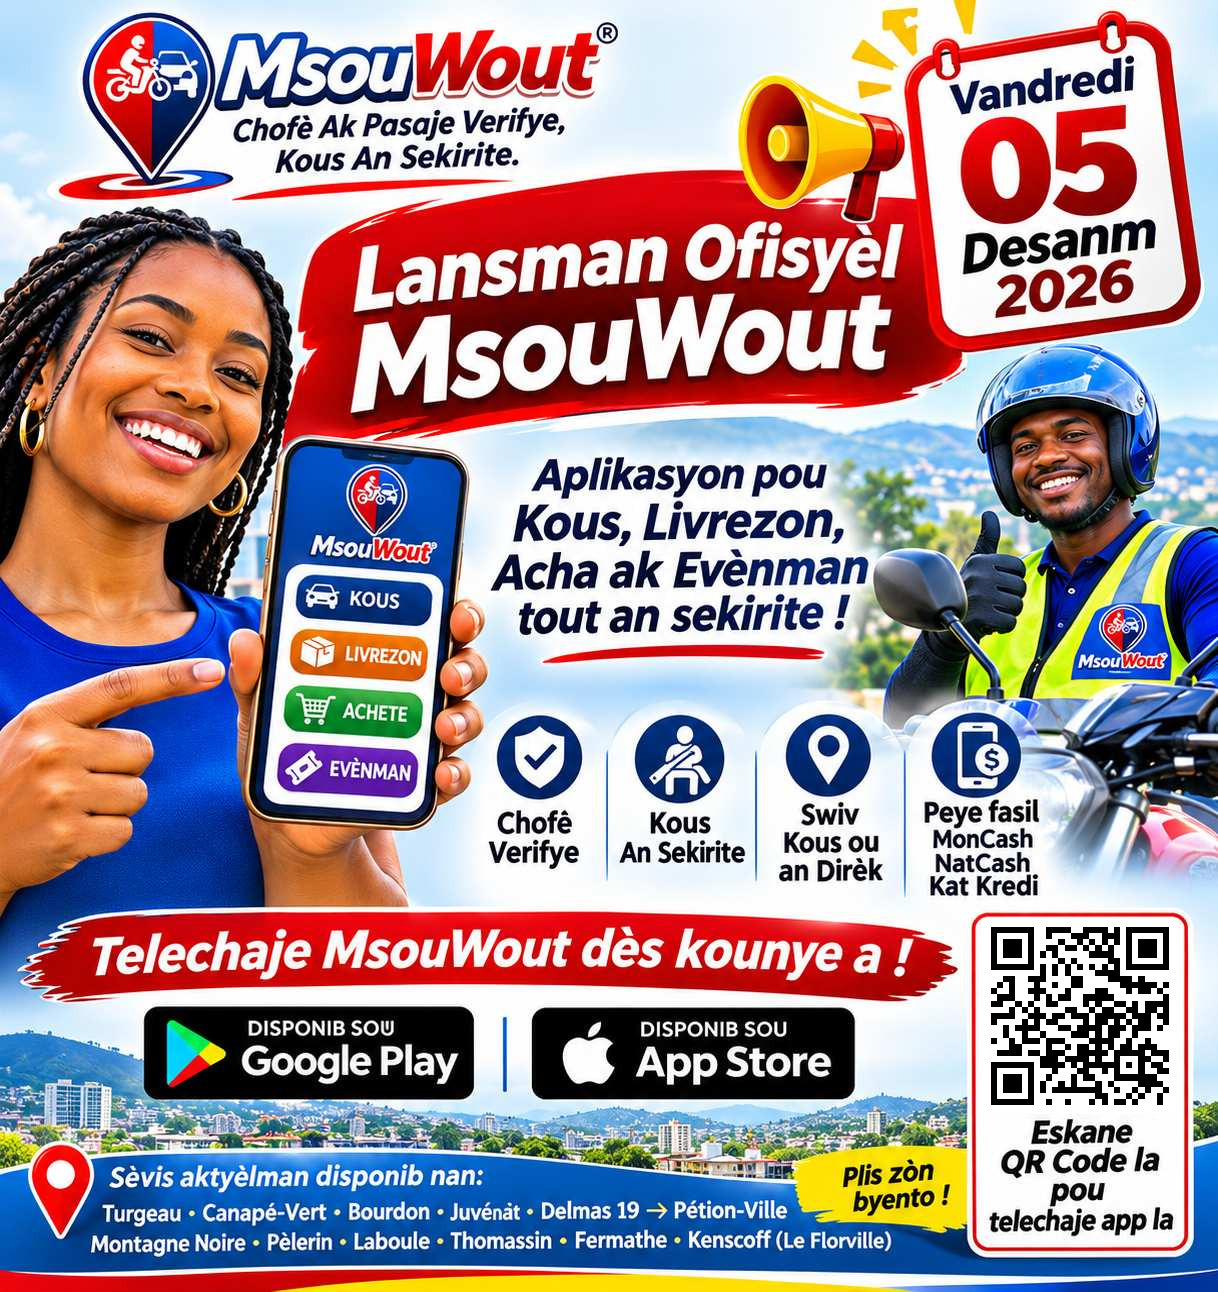 MsouWout®
Chofè Ak Pasaje Verifye,
Kous An Sekirite.
Vandredi
05
Desanm
2026
Lansman Ofisyèl
MsouWout
MsouWout
KOUS
LIVREZON
ACHETE
EVÈNMAN
Aplikasyon pou
Kous, Livrezon,
Acha ak Evènman
tout an sekirite !
MsouWout
Chofê
Verifye
Kous
An Sekirite
Swiv
Kous ou
an Dirèk
Peye fasil
MonCash
NatCash
Kat Kredi
Telechaje MsouWout dès kounye a !
DISPONIB SOU
Google Play
DISPONIB SOU
App Store
Eskane
QR Code la
pou
telechaje app la
Sèvis aktyèlman disponib nan:
Turgeau • Canapé-Vert • Bourdon • Juvénat • Delmas 19 → Pétion-Ville
Montagne Noire • Pèlerin • Laboule • Thomassin • Fermathe • Kenscoff (Le Florville)
Plis zòn
byento !